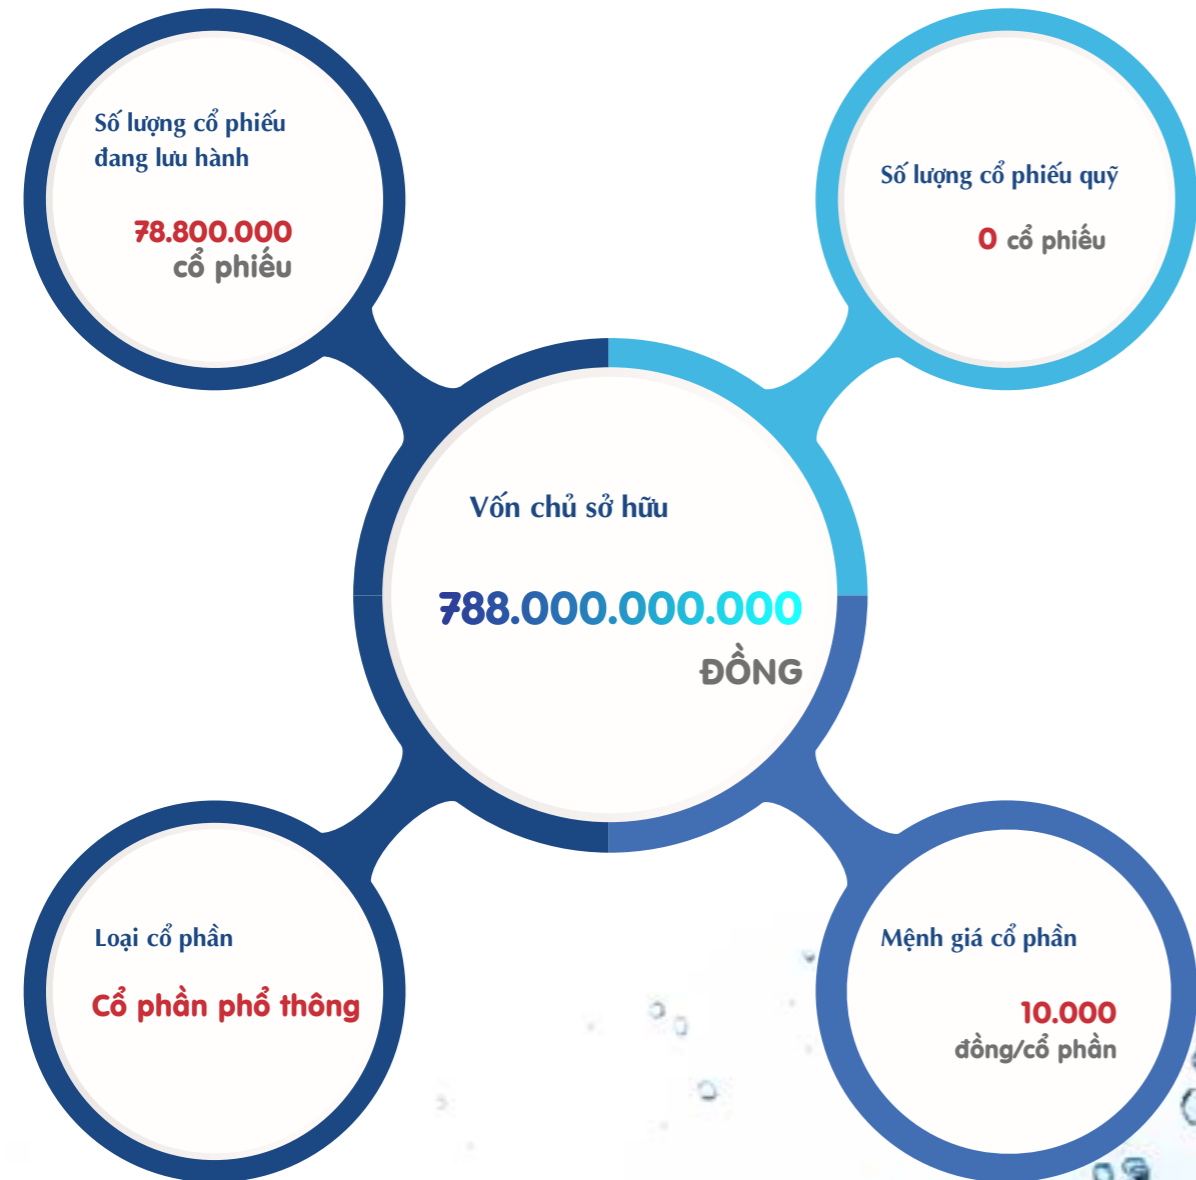 Số lượng cổ phiếu
đang lưu hành
78.800.000
cổ phiếu
Số lượng cổ phiếu quỹ
0 cổ phiếu
Vốn chủ sở hữu
788.000.000.000
ĐỒNG
Loại cổ phần
Cổ phần phổ thông
Mệnh giá cổ phần
10.000
đồng/cổ phần